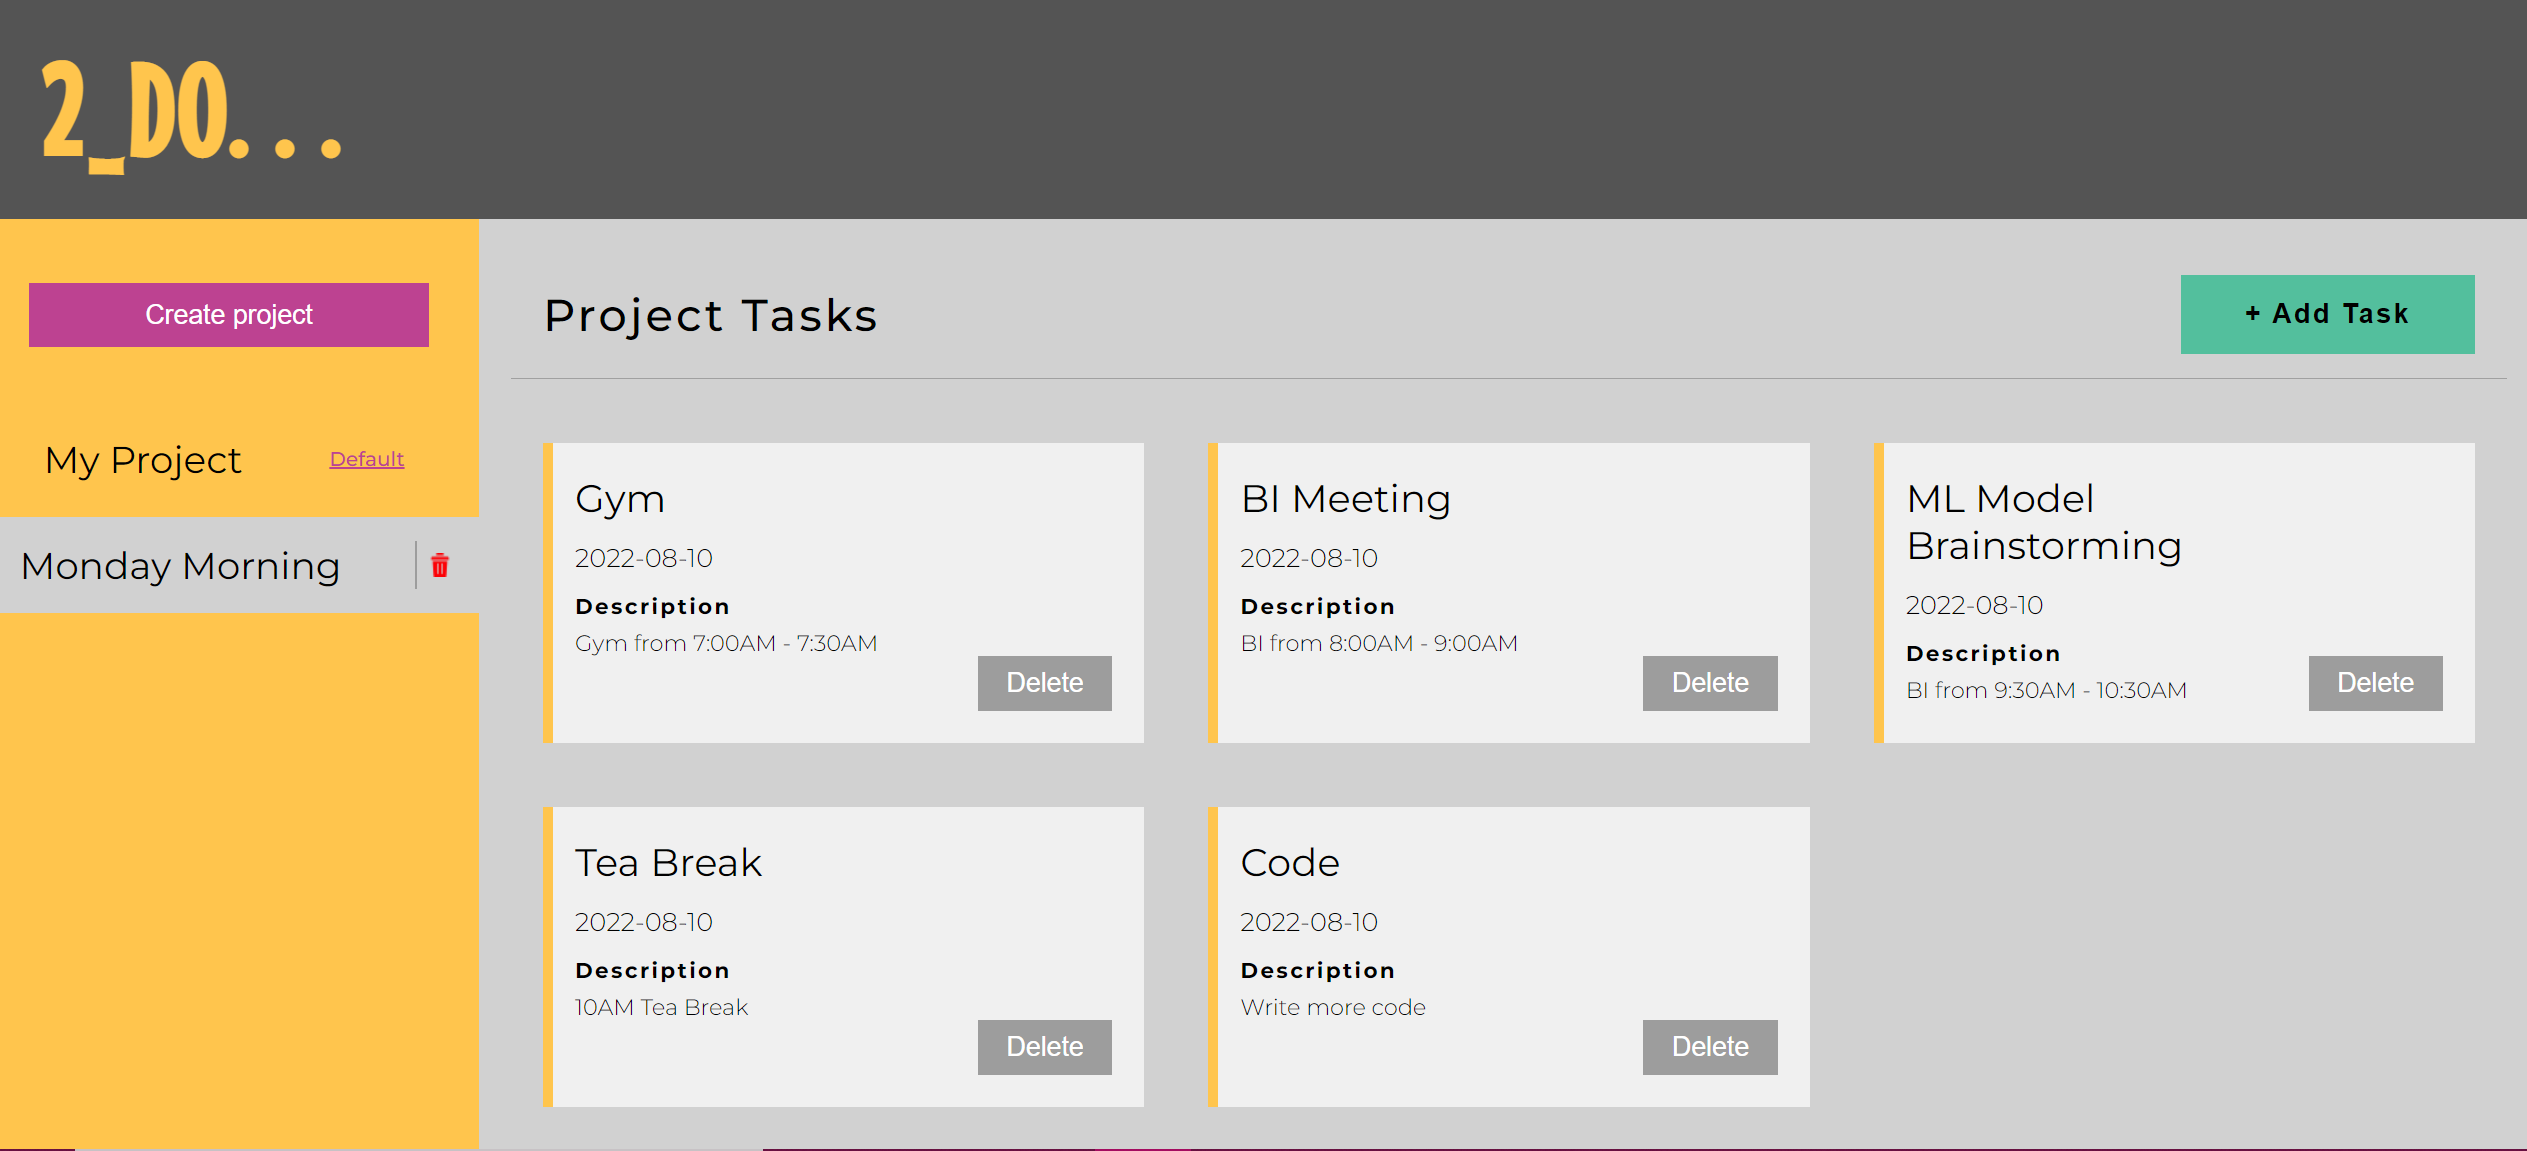 2_DO...
Create project
My Project Default
Monday Morning
Project Tasks
+ Add Task
Gym
2022-08-10
Description
Gym from 7:00AM - 7:30AM
Delete
BI Meeting
2022-08-10
Description
BI from 8:00AM - 9:00AM
Delete
ML Model
Brainstorming
2022-08-10
Description
BI from 9:30AM - 10:30AM
Delete
Tea Break
2022-08-10
Description
10AM Tea Break
Delete
Code
2022-08-10
Description
Write more code
Delete